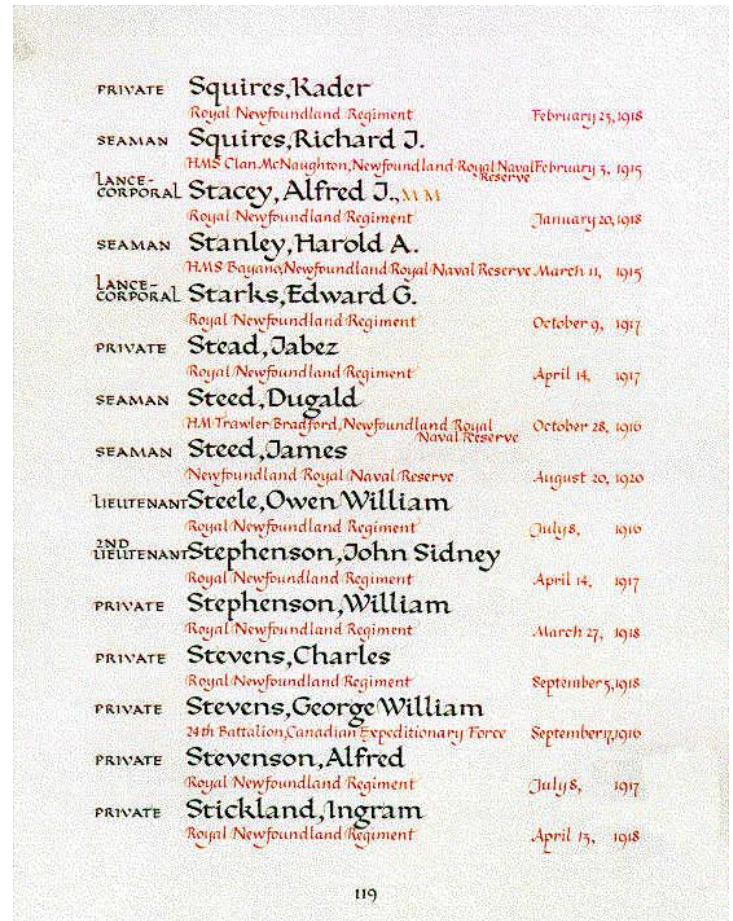 PRIVATE Squires, Kader
Royal Newfoundland Regiment February 25, 1918
SEAMAN Squires, Richard J.
HMS Clan McNaughton, Newfoundland Royal Naval Reserve February 3, 1915
LANCE-CORPORAL Stacey, Alfred J., MM
Royal Newfoundland Regiment January 20, 1918
SEAMAN Stanley, Harold A.
HMS Bayano, Newfoundland Royal Naval Reserve March 11, 1915
LANCE-CORPORAL Starks, Edward G.
Royal Newfoundland Regiment October 9, 1917
PRIVATE Stead, Jabez
Royal Newfoundland Regiment April 14, 1917
SEAMAN Steed, Dugald
HM Trawler Bradford, Newfoundland Royal Naval Reserve October 28, 1916
SEAMAN Steed, James
Newfoundland Royal Naval Reserve August 20, 1920
LIEUTENANT Steele, Owen William
Royal Newfoundland Regiment July 8, 1916
2ND LIEUTENANT Stephenson, John Sidney
Royal Newfoundland Regiment April 14, 1917
PRIVATE Stephenson, William
Royal Newfoundland Regiment March 27, 1918
PRIVATE Stevens, Charles
Royal Newfoundland Regiment September 5, 1918
PRIVATE Stevens, George William
24th Battalion, Canadian Expeditionary Force September 17, 1916
PRIVATE Stevenson, Alfred
Royal Newfoundland Regiment July 8, 1917
PRIVATE Stickland, Ingram
Royal Newfoundland Regiment April 13, 1918
119